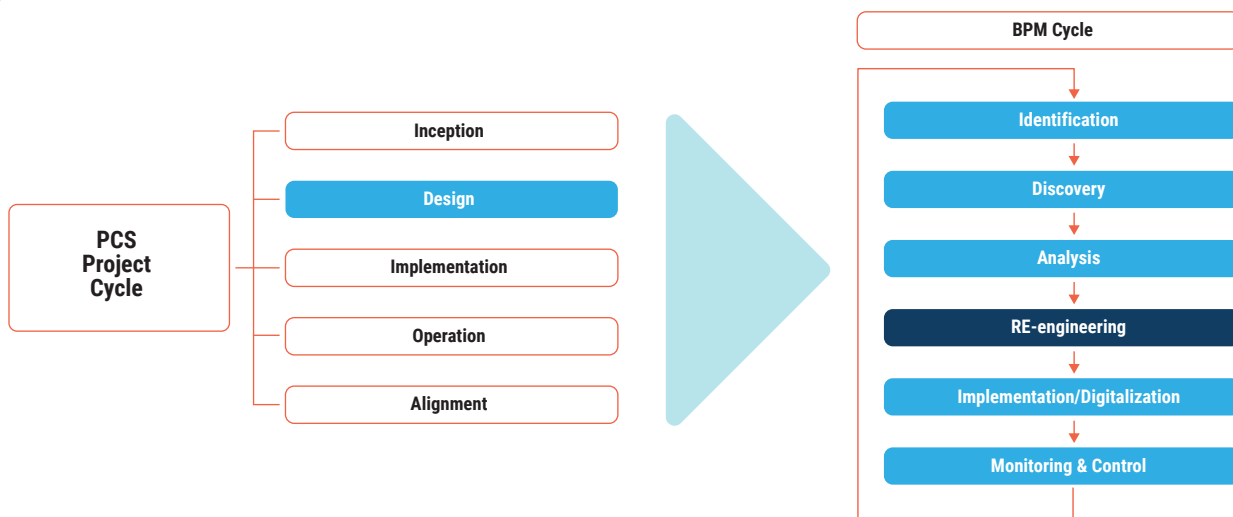 PCS
Project
Cycle
Inception
Design
Implementation
Operation
Alignment
BPM Cycle
Identification
Discovery
Analysis
RE-engineering
Implementation/Digitalization
Monitoring & Control